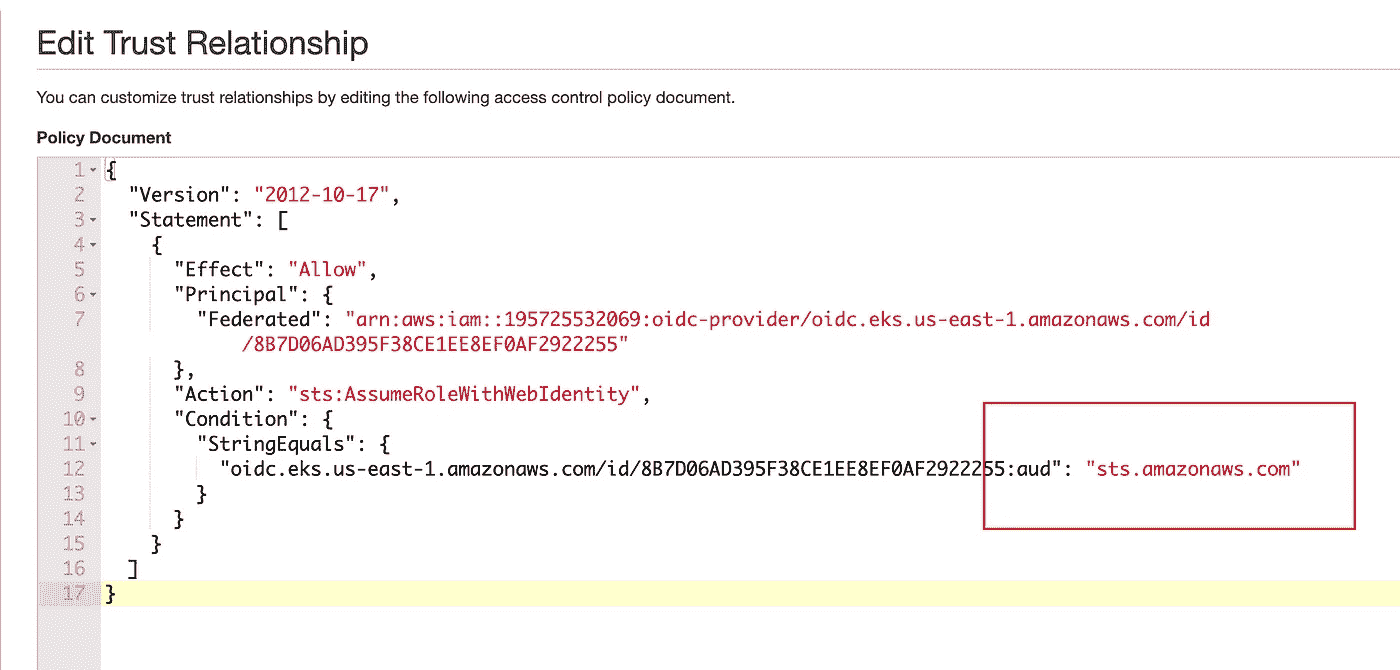 Edit Trust Relationship
You can customize trust relationships by editing the following access control policy document.
Policy Document
1 {
2 "Version": "2012-10-17",
3 "Statement": [
4 {
5 "Effect": "Allow",
6 "Principal": {
7 "Federated": "arn:aws:iam::195725532069:oidc-provider/oidc.eks.us-east-1.amazonaws.com/id
/8B7D06AD395F38CE1EE8EF0AF2922255"
8 },
9 "Action": "sts:AssumeRoleWithWebIdentity",
10 "Condition": {
11 "StringEquals": {
12 "oidc.eks.us-east-1.amazonaws.com/id/8B7D06AD395F38CE1EE8EF0AF2922255:aud": "sts.amazonaws.com"
13 }
14 }
15 }
16 ]
17 }